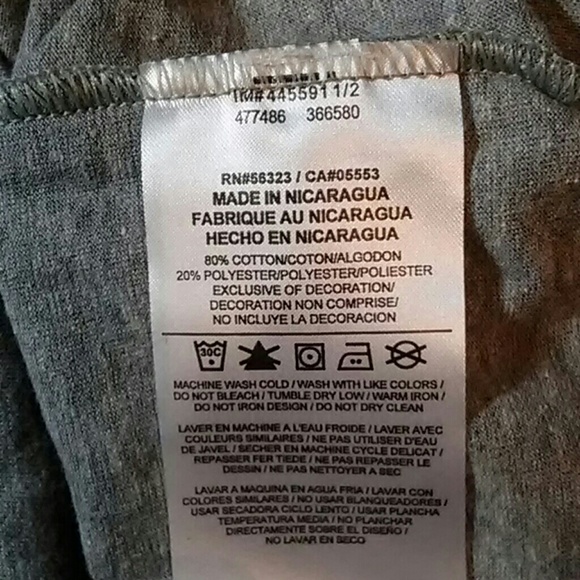 IM#4455911/2
477486 366580
RN#56323 / CA#05553
MADE IN NICARAGUA
FABRIQUE AU NICARAGUA
HECHO EN NICARAGUA
80% COTTON/COTON/ALGODON
20% POLYESTER/POLYESTER/POLIESTER
EXCLUSIVE OF DECORATION/
DECORATION NON COMPRISE/
NO INCLUYE LA DECORACION
30C
MACHINE WASH COLD / WASH WITH LIKE COLORS /
DO NOT BLEACH / TUMBLE DRY LOW / WARM IRON /
DO NOT IRON DESIGN / DO NOT DRY CLEAN
LAVER EN MACHINE A L'EAU FROIDE / LAVER AVEC
COULEURS SIMILAIRES / NE PAS UTILISER D'EAU
DE JAVEL / SECHER EN MACHINE CYCLE DELICAT /
REPASSER FER TIEDE / NE PAS REPASSER LE
DESSIN / NE PAS NETTOYER A SEC
LAVAR A MAQUINA EN AGUA FRIA / LAVAR CON
COLORES SIMILARES / NO USAR BLANQUEADORES /
USAR SECADORA CICLO LENTO / USAR PLANCHA
TEMPERATURA MEDIA / NO PLANCHAR
DIRECTAMENTE SOBRE EL DISEÑO /
NO LAVAR EN SECO